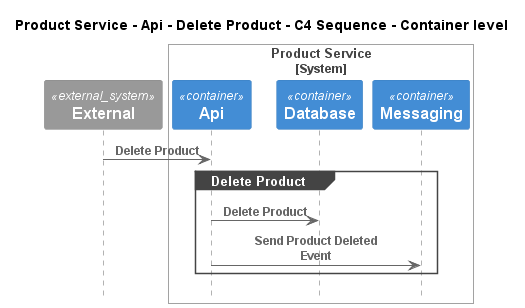 Product Service - Api - Delete Product - C4 Sequence - Container level
Product Service
[System]
«external_system»
External
«container»
Api
«container»
Database
«container»
Messaging
Delete Product
Delete Product
Delete Product
Send Product Deleted
Event